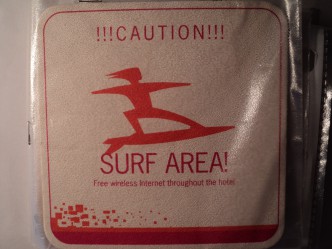 !!!CAUTION!!!
SURF AREA!
Free wireless Internet throughout the hotel